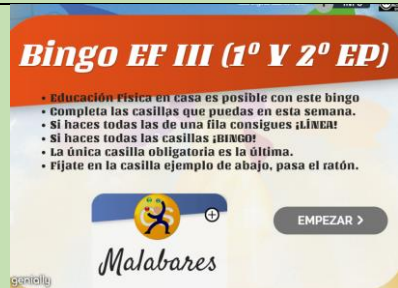 Bingo EF III (1º Y 2º EP)
• Educación Física en casa es posible con este bingo
• Completa las casillas que puedas en esta semana.
• Si haces todas las de una fila consigues ¡LÍNEA!
• Si haces todas las casillas ¡BINGO!
• La única casilla obligatoria es la última.
• Fíjate en la casilla ejemplo de abajo, pasa el ratón.
EMPEZAR >
Malabares
genially